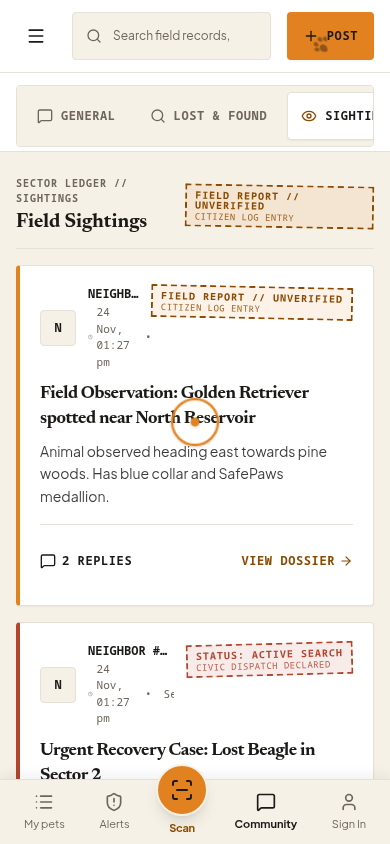 Search field records,
POST
GENERAL
LOST & FOUND
SIGHTI
SECTOR LEDGER //
SIGHTINGS
Field Sightings
FIELD REPORT //
UNVERIFIED
CITIZEN LOG ENTRY
N
NEIGHB…
24
Nov,
01:27
pm
•
FIELD REPORT // UNVERIFIED
CITIZEN LOG ENTRY
Field Observation: Golden Retriever
spotted near North Reservoir
Animal observed heading east towards pine
woods. Has blue collar and SafePaws
medallion.
2 REPLIES
VIEW DOSSIER
N
NEIGHBOR #…
24
Nov,
01:27
pm
• Se
STATUS: ACTIVE SEARCH
CIVIC DISPATCH DECLARED
Urgent Recovery Case: Lost Beagle in
Sector 2
My pets
Alerts
Scan
Community
Sign In